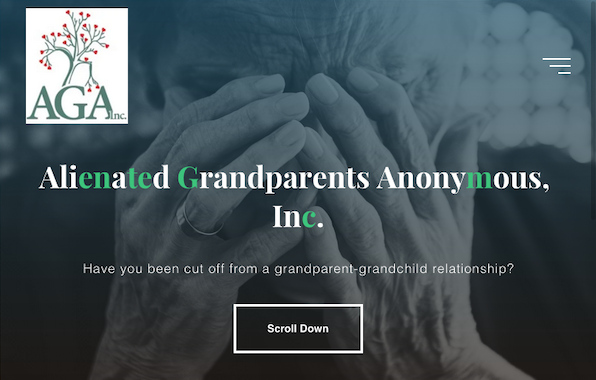 AGA Inc.
Alienated Grandparents Anonymous,
Inc.
Have you been cut off from a grandparent-grandchild relationship?
Scroll Down